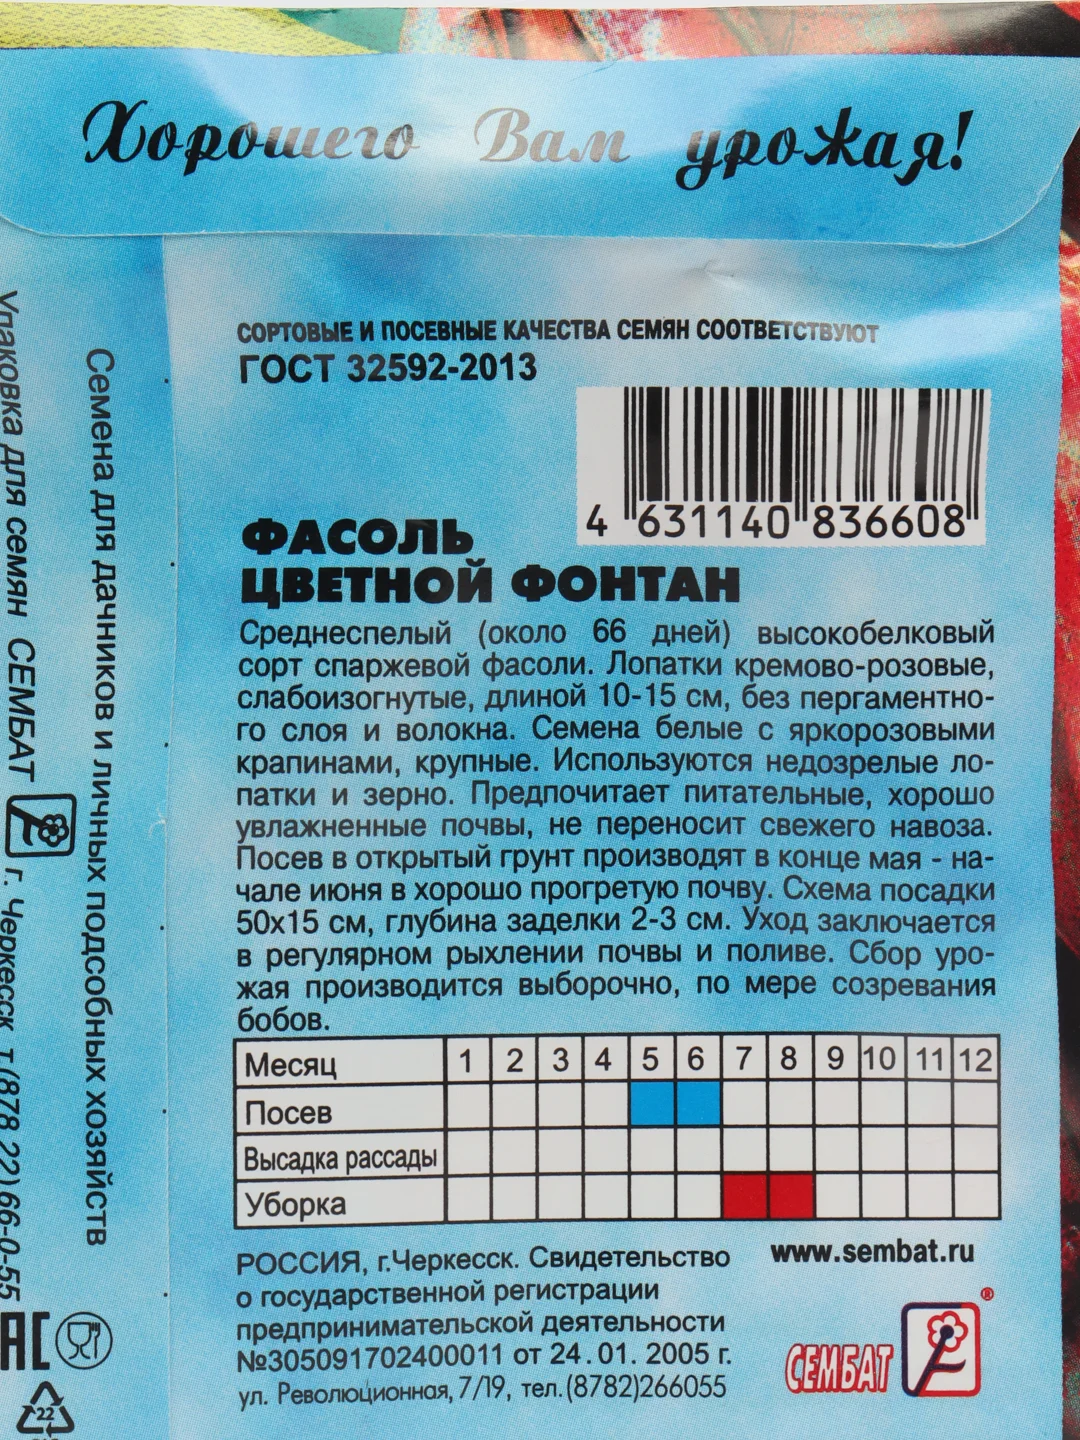 Хорошего Вам урожая!
СОРТОВЫЕ И ПОСЕВНЫЕ КАЧЕСТВА СЕМЯН СООТВЕТСТВУЮТ
ГОСТ 32592-2013
4 631140 836608
ФАСОЛЬ
ЦВЕТНОЙ ФОНТАН
Среднеспелый (около 66 дней) высокобелковый
сорт спаржевой фасоли. Лопатки кремово-розовые,
слабоизогнутые, длиной 10-15 см, без пергаментно-
го слоя и волокна. Семена белые с яркорозовыми
крапинами, крупные. Используются недозрелые ло-
патки и зерно. Предпочитает питательные, хорошо
увлажненные почвы, не переносит свежего навоза.
Посев в открытый грунт производят в конце мая - на-
чале июня в хорошо прогретую почву. Схема посадки
50х15 см, глубина заделки 2-3 см. Уход заключается
в регулярном рыхлении почвы и поливе. Сбор уро-
жая производится выборочно, по мере созревания
бобов.
Месяц 1 2 3 4 5 6 7 8 9 10 11 12
Посев
Высадка рассады
Уборка
РОССИЯ, г.Черкесск. Свидетельство
о государственной регистрации
предпринимательской деятельности
№305091702400011 от 24.01. 2005 г.
ул. Революционная, 7/19, тел.(8782)266055
www.sembat.ru
СЕМБАТ
®
Семена для дачников и личных подсобных хозяйств
Упаковка для семян СЕМБАТ г. Черкесск т.(878 22)66-0-55
EAC
22